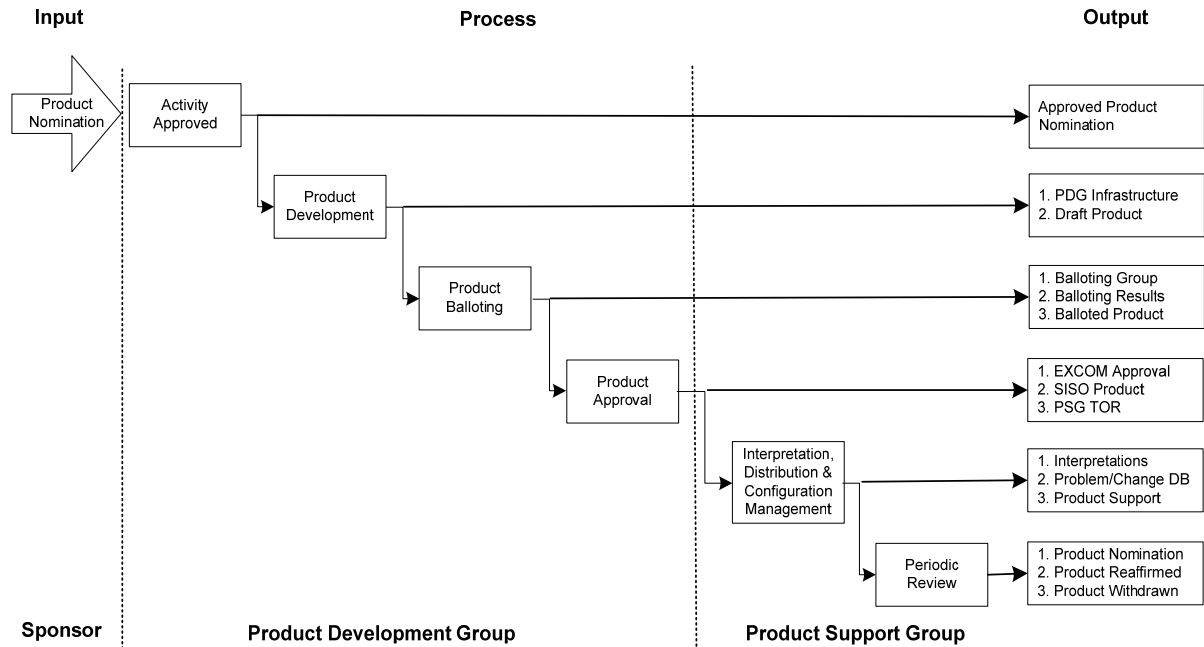 Input
Process
Output
Product
Nomination
Activity
Approved
Approved Product
Nomination
Product
Development
1. PDG Infrastructure
2. Draft Product
Product
Balloting
1. Balloting Group
2. Balloting Results
3. Balloted Product
Product
Approval
1. EXCOM Approval
2. SISO Product
3. PSG TOR
Interpretation,
Distribution &
Configuration
Management
1. Interpretations
2. Problem/Change DB
3. Product Support
Periodic
Review
1. Product Nomination
2. Product Reaffirmed
3. Product Withdrawn
Sponsor
Product Development Group
Product Support Group